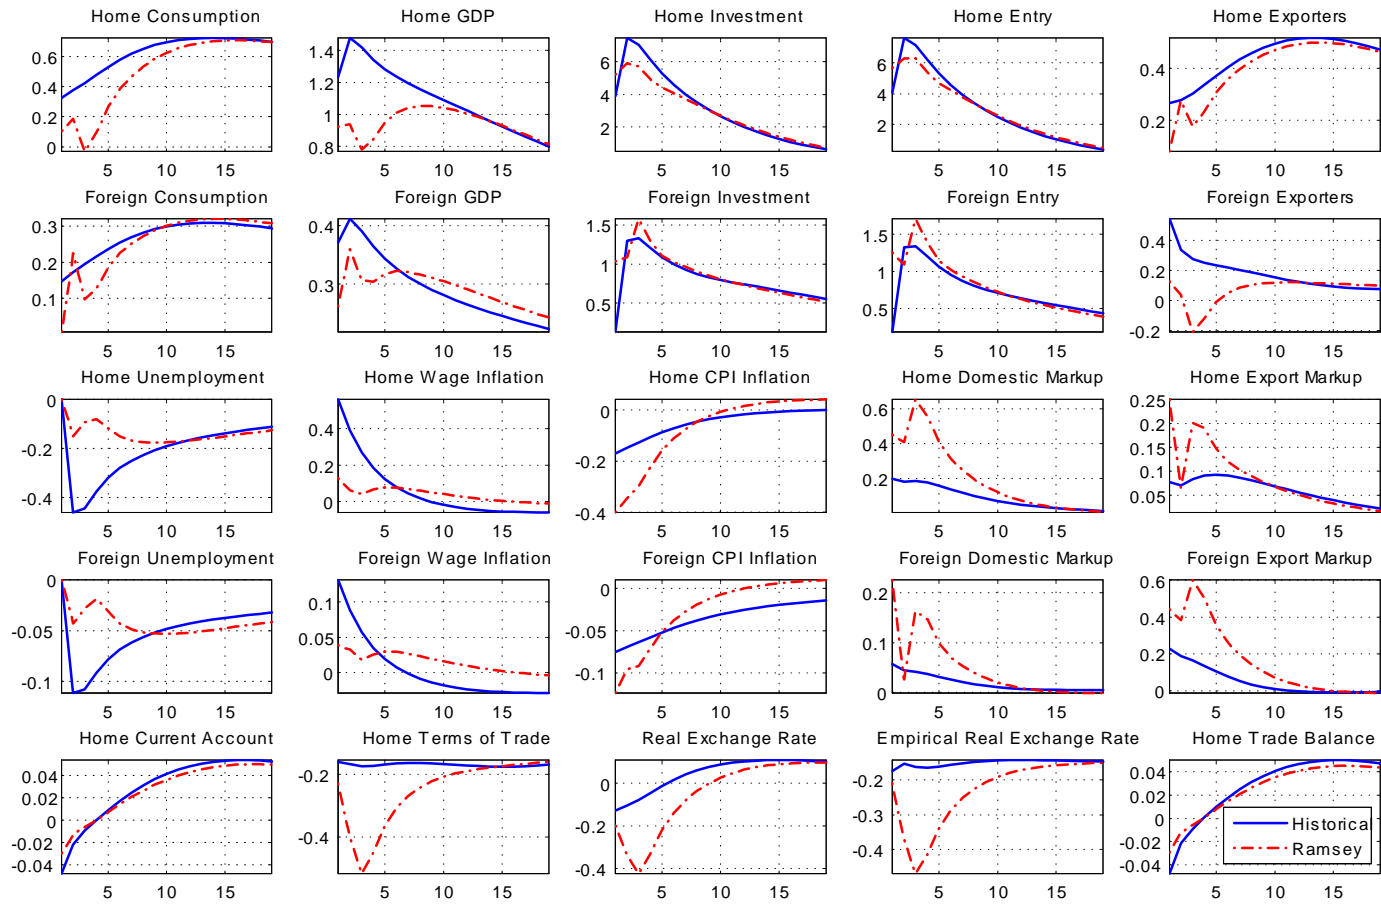 Home Consumption
0.6
0.4
0.2
0
5 10 15
Home GDP
1.4
1.2
1
0.8
5 10 15
Home Investment
6
4
2
5 10 15
Home Entry
6
4
2
5 10 15
Home Exporters
0.4
0.2
5 10 15
Foreign Consumption
0.3
0.2
0.1
5 10 15
Foreign GDP
0.4
0.3
5 10 15
Foreign Investment
1.5
1
0.5
5 10 15
Foreign Entry
1.5
1
0.5
5 10 15
Foreign Exporters
0.4
0.2
0
-0.2
5 10 15
Home Unemployment
0
-0.2
-0.4
5 10 15
Home Wage Inflation
0.4
0.2
0
5 10 15
Home CPI Inflation
0
-0.2
-0.4
5 10 15
Home Domestic Markup
0.6
0.4
0.2
5 10 15
Home Export Markup
0.25
0.2
0.15
0.1
0.05
5 10 15
Foreign Unemployment
0
-0.05
-0.1
5 10 15
Foreign Wage Inflation
0.1
0.05
0
5 10 15
Foreign CPI Inflation
0
-0.05
-0.1
5 10 15
Foreign Domestic Markup
0.2
0.1
0
5 10 15
Foreign Export Markup
0.6
0.4
0.2
0
5 10 15
Home Current Account
0.04
0.02
0
-0.02
-0.04
5 10 15
Home Terms of Trade
-0.2
-0.4
5 10 15
Real Exchange Rate
0
-0.2
-0.4
5 10 15
Empirical Real Exchange Rate
-0.2
-0.3
-0.4
5 10 15
Home Trade Balance
0.04
0.02
0
-0.02
-0.04
5 10 15
Historical
Ramsey